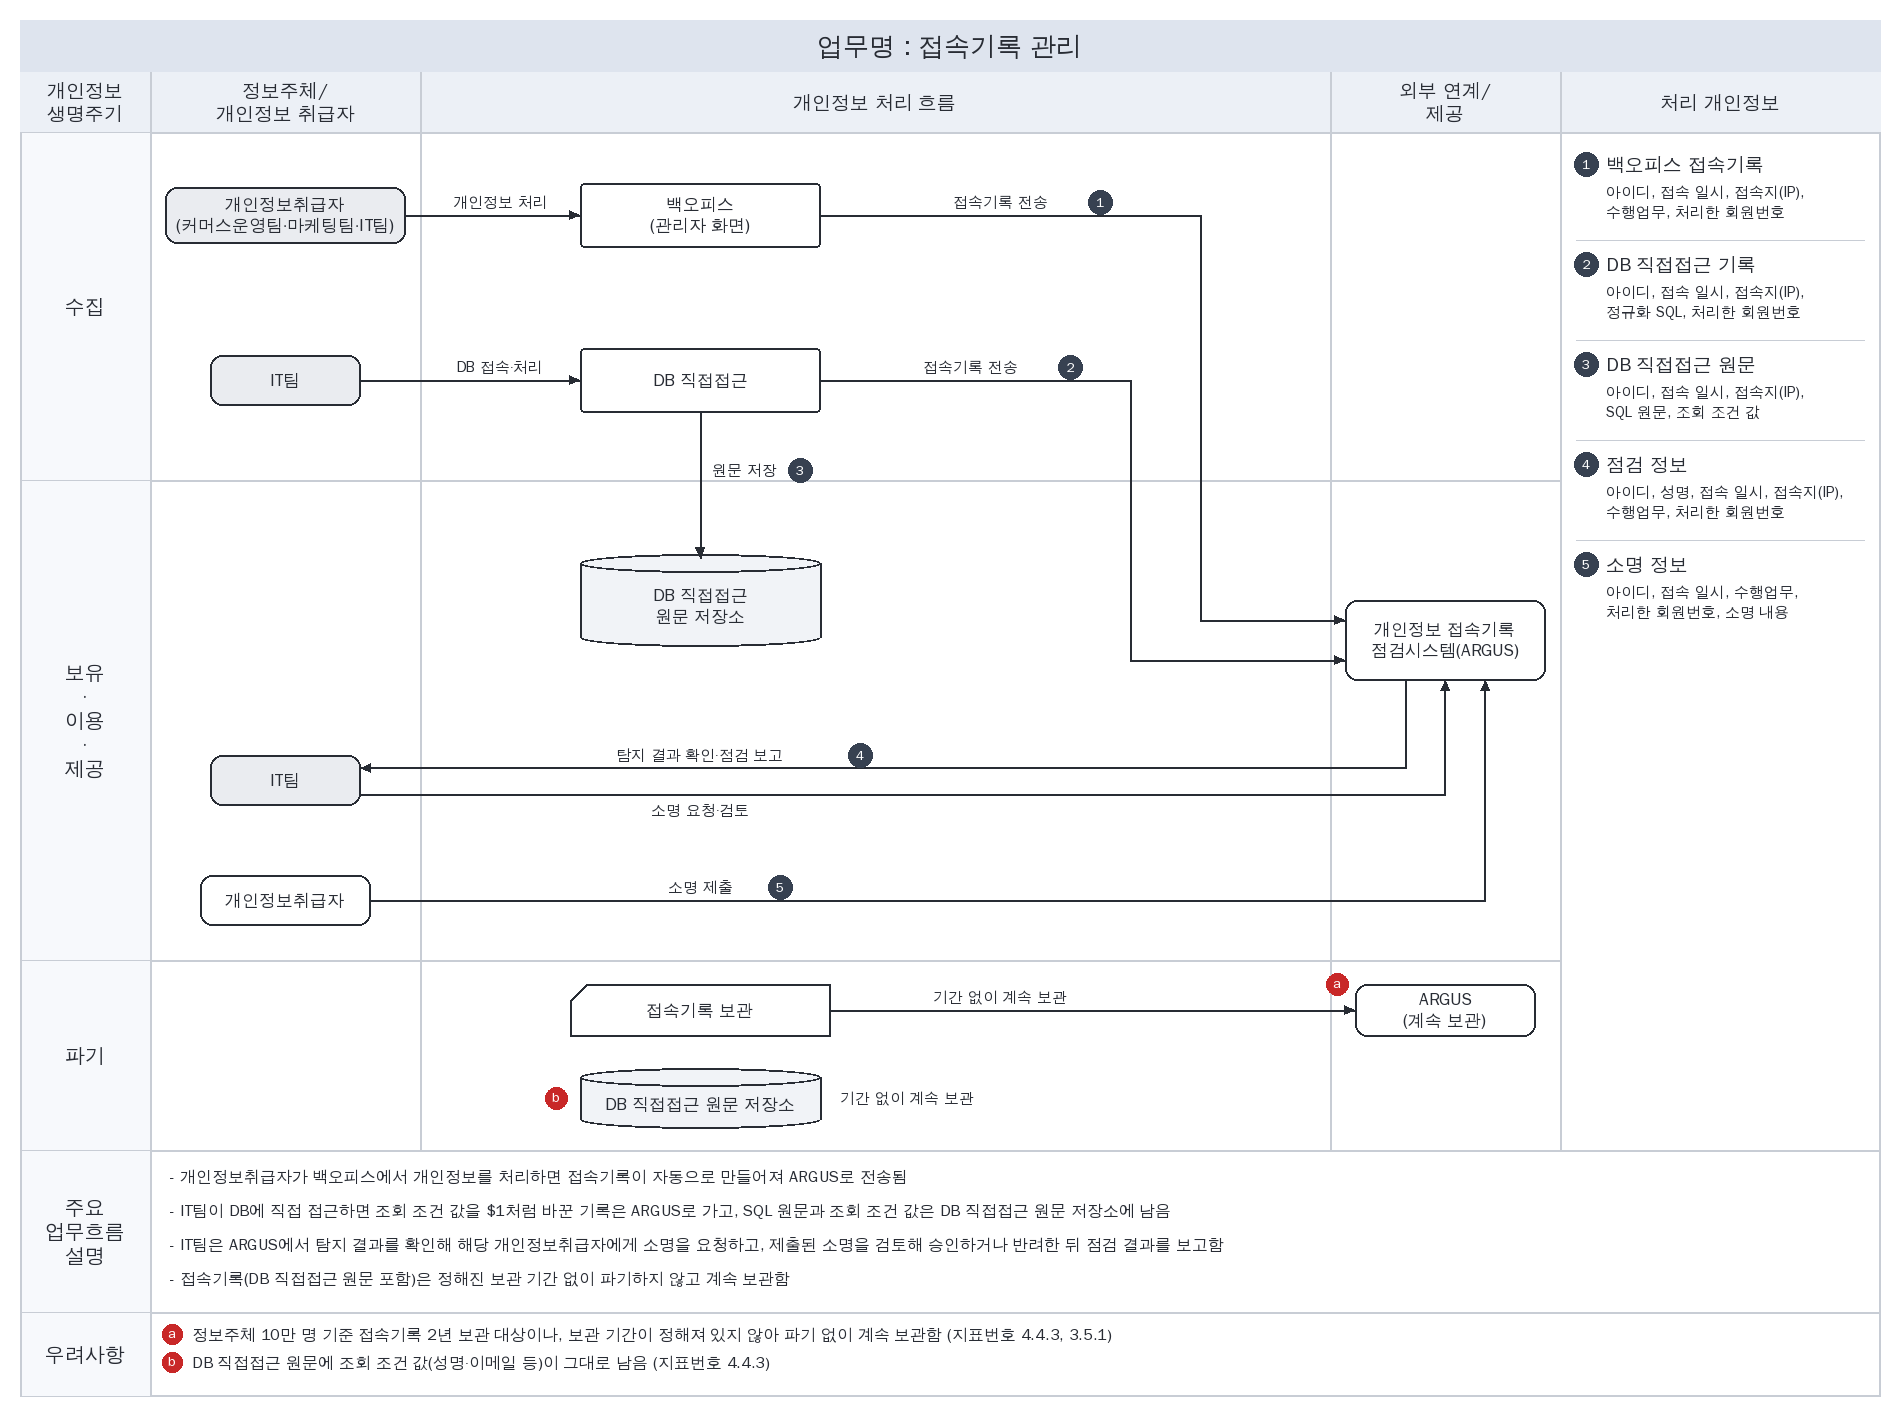 업무명 : 접속기록 관리
개인정보
생명주기
정보주체/
개인정보 취급자
개인정보 처리 흐름
외부 연계/
제공
처리 개인정보
수집
개인정보취급자
(커머스운영팀·마케팅팀·IT팀)
개인정보 처리
백오피스
(관리자 화면)
접속기록 전송
1
IT팀
DB 접속·처리
DB 직접접근
접속기록 전송
2
원문 저장
3
1 백오피스 접속기록
아이디, 접속 일시, 접속지(IP),
수행업무, 처리한 회원번호
2 DB 직접접근 기록
아이디, 접속 일시, 접속지(IP),
정규화 SQL, 처리한 회원번호
3 DB 직접접근 원문
아이디, 접속 일시, 접속지(IP),
SQL 원문, 조회 조건 값
4 점검 정보
아이디, 성명, 접속 일시, 접속지(IP),
수행업무, 처리한 회원번호
5 소명 정보
아이디, 접속 일시, 수행업무,
처리한 회원번호, 소명 내용
보유
·
이용
·
제공
DB 직접접근
원문 저장소
개인정보 접속기록
점검시스템(ARGUS)
탐지 결과 확인·점검 보고
4
IT팀
소명 요청·검토
소명 제출
5
개인정보취급자
파기
접속기록 보관
기간 없이 계속 보관
a
ARGUS
(계속 보관)
b
DB 직접접근 원문 저장소
기간 없이 계속 보관
주요
업무흐름
설명
- 개인정보취급자가 백오피스에서 개인정보를 처리하면 접속기록이 자동으로 만들어져 ARGUS로 전송됨
- IT팀이 DB에 직접 접근하면 조회 조건 값을 $1처럼 바꾼 기록은 ARGUS로 가고, SQL 원문과 조회 조건 값은 DB 직접접근 원문 저장소에 남음
- IT팀은 ARGUS에서 탐지 결과를 확인해 해당 개인정보취급자에게 소명을 요청하고, 제출된 소명을 검토해 승인하거나 반려한 뒤 점검 결과를 보고함
- 접속기록(DB 직접접근 원문 포함)은 정해진 보관 기간 없이 파기하지 않고 계속 보관함
우려사항
a 정보주체 10만 명 기준 접속기록 2년 보관 대상이나, 보관 기간이 정해져 있지 않아 파기 없이 계속 보관함 (지표번호 4.4.3, 3.5.1)
b DB 직접접근 원문에 조회 조건 값(성명·이메일 등)이 그대로 남음 (지표번호 4.4.3)